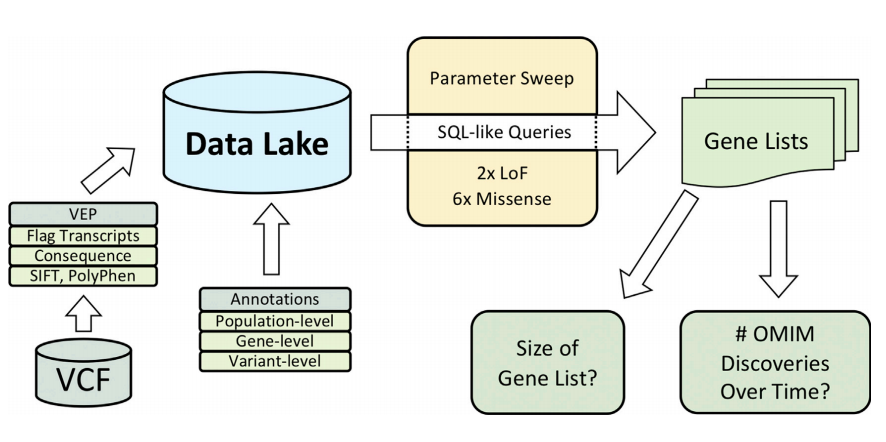 Parameter Sweep
SQL-like Queries
2x LoF
6x Missense
Data Lake
Gene Lists
VEP
Flag Transcripts
Consequence
SIFT, PolyPhen
VCF
Annotations
Population-level
Gene-level
Variant-level
Size of
Gene List?
# OMIM
Discoveries
Over Time?